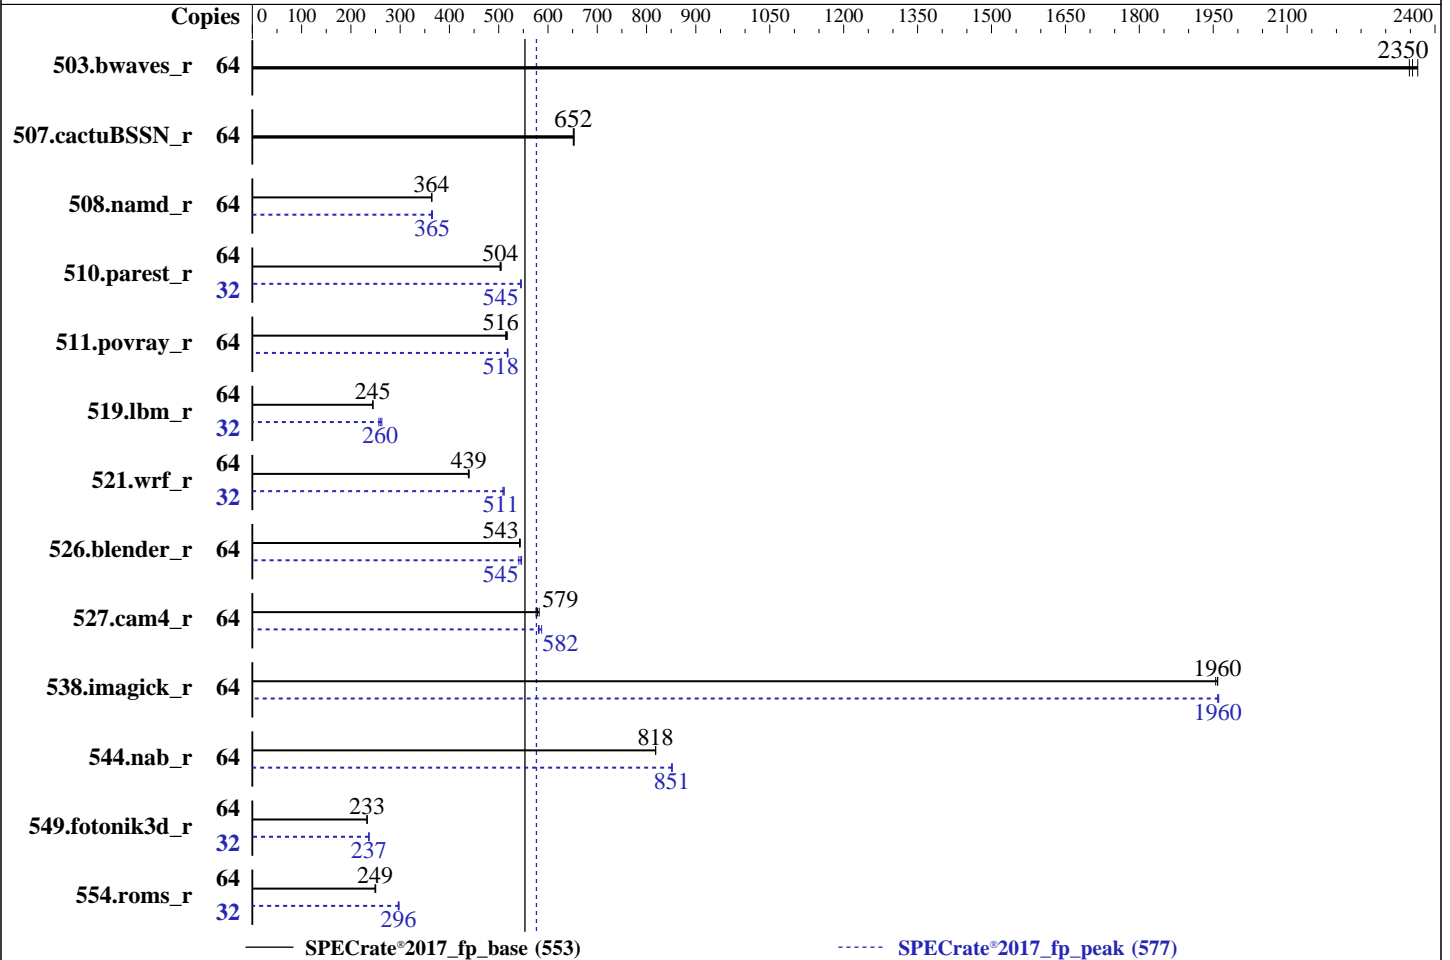 Copies 0 100 200 300 400 500 600 700 800 900 1050 1200 1350 1500 1650 1800 1950 2100 2400
503.bwaves_r 64 2350
507.cactuBSSN_r 64 652
508.namd_r 64 364
365
510.parest_r 64 504
32 545
511.povray_r 64 516
518
519.lbm_r 64 245
32 260
521.wrf_r 64 439
32 511
526.blender_r 64 543
545
527.cam4_r 64 579
582
538.imagick_r 64 1960
1960
544.nab_r 64 818
851
549.fotonik3d_r 64 233
32 237
554.roms_r 64 249
32 296
SPECrate®2017_fp_base (553) SPECrate®2017_fp_peak (577)